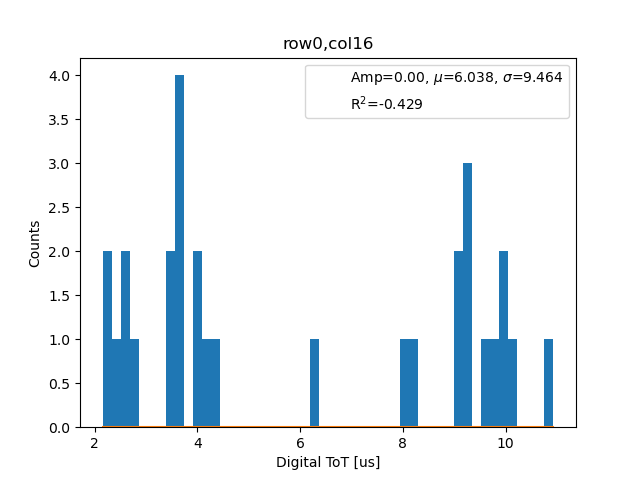 row0,col16
Amp=0.00, μ=6.038, σ=9.464
R²=-0.429
4.0
3.5
3.0
2.5
2.0
1.5
1.0
0.5
0.0
Counts
2 4 6 8 10
Digital ToT [us]